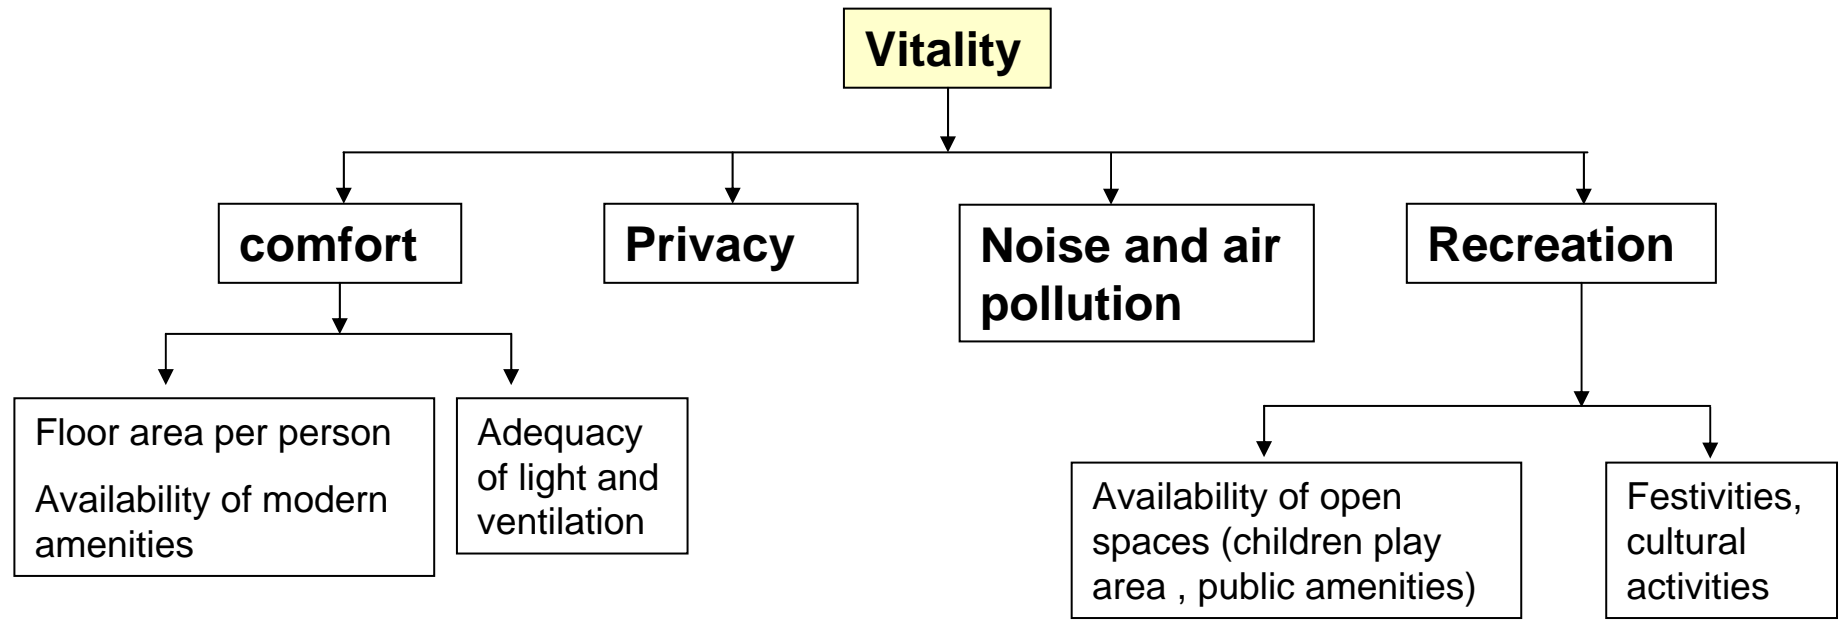 Vitality
comfort
Privacy
Noise and air
pollution
Recreation
Floor area per person
Availability of modern
amenities
Adequacy
of light and
ventilation
Availability of open
spaces (children play
area , public amenities)
Festivities,
cultural
activities